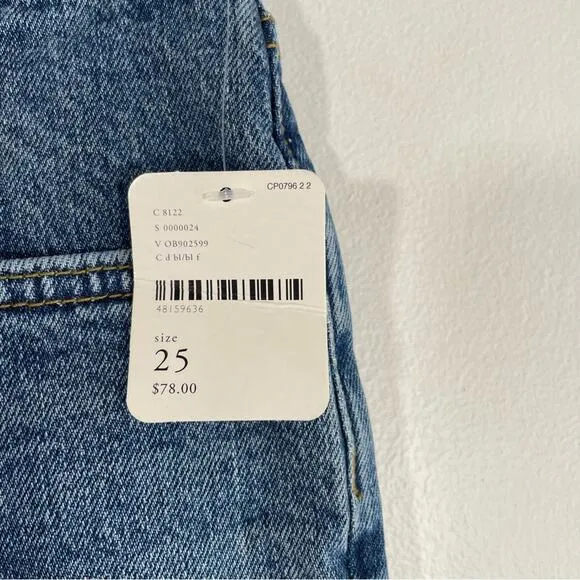 CP0796 2 2
C 8122
S 0000024
V OB902599
C d bl/bl f
48159636
size
25
$78.00